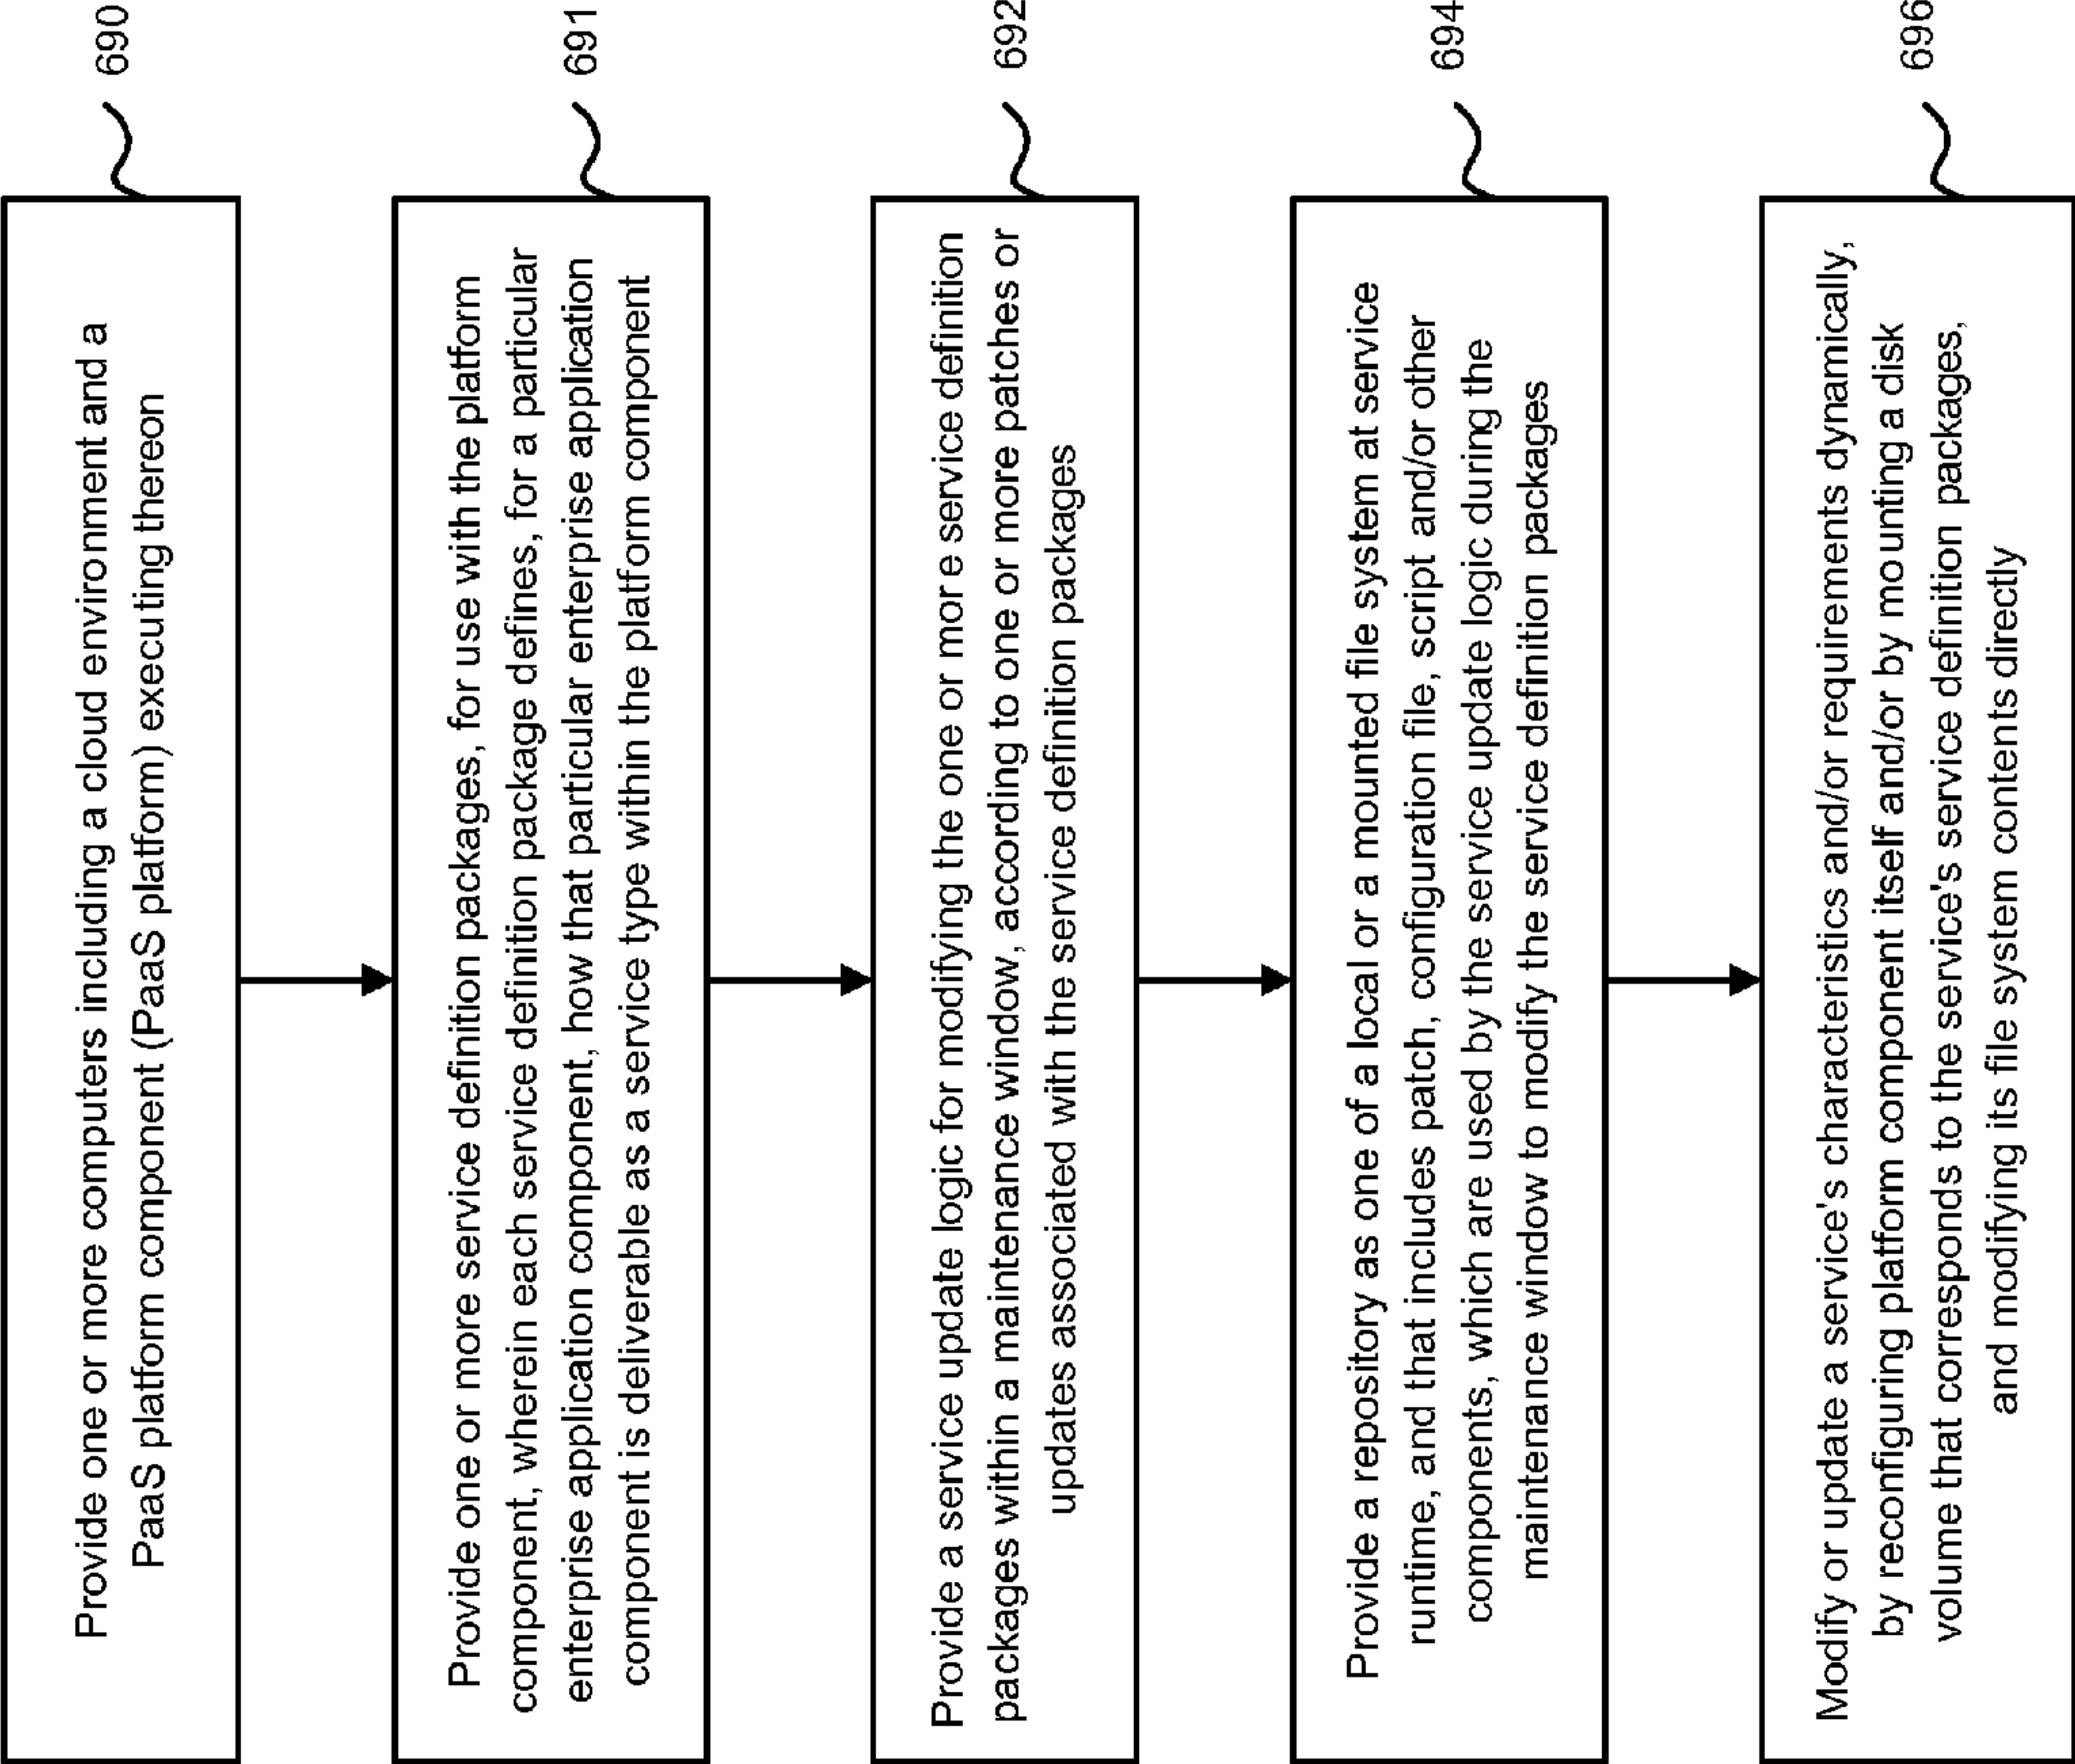 Provide one or more computers including a cloud environment and a
PaaS platform component (PaaS platform) executing thereon
690
Provide one or more service definition packages, for use with the platform
component, wherein each service definition package defines, for a particular
enterprise application component, how that particular enterprise application
component is deliverable as a service type within the platform component
691
Provide a service update logic for modifying the one or more service definition
packages within a maintenance window, according to one or more patches or
updates associated with the service definition packages
692
Provide a repository as one of a local or a mounted file system at service
runtime, and that includes patch, configuration file, script and/or other
components, which are used by the service update logic during the
maintenance window to modify the service definition packages
694
Modify or update a service's characteristics and/or requirements dynamically,
by reconfiguring platform component itself and/or by mounting a disk
volume that corresponds to the service's service definition packages,
and modifying its file system contents directly
696